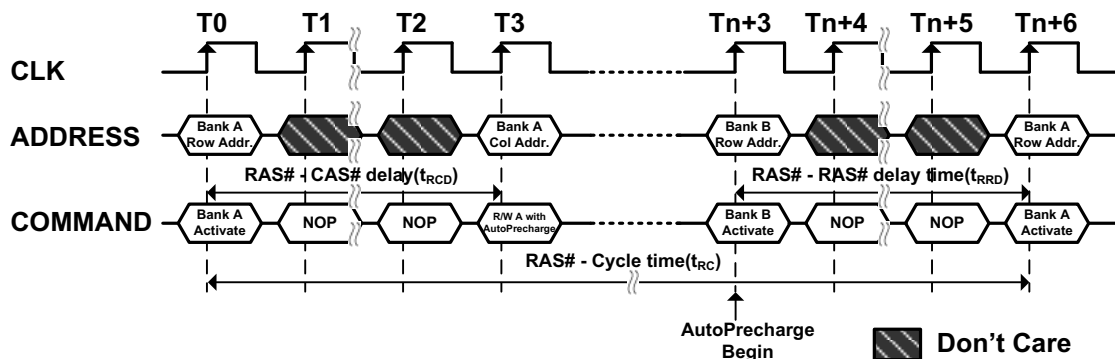 T0 T1 T2 T3 Tn+3 Tn+4 Tn+5 Tn+6
CLK
ADDRESS
Bank A
Row Addr.
Bank A
Col Addr.
Bank B
Row Addr.
Bank A
Row Addr.
RAS# - CAS# delay(tRCD)
RAS# - RAS# delay time(tRRD)
COMMAND
Bank A
Activate
NOP
NOP
R/W A with
AutoPrecharge
Bank B
Activate
NOP
NOP
Bank A
Activate
RAS# - Cycle time(tRC)
AutoPrecharge
Begin
Don't Care